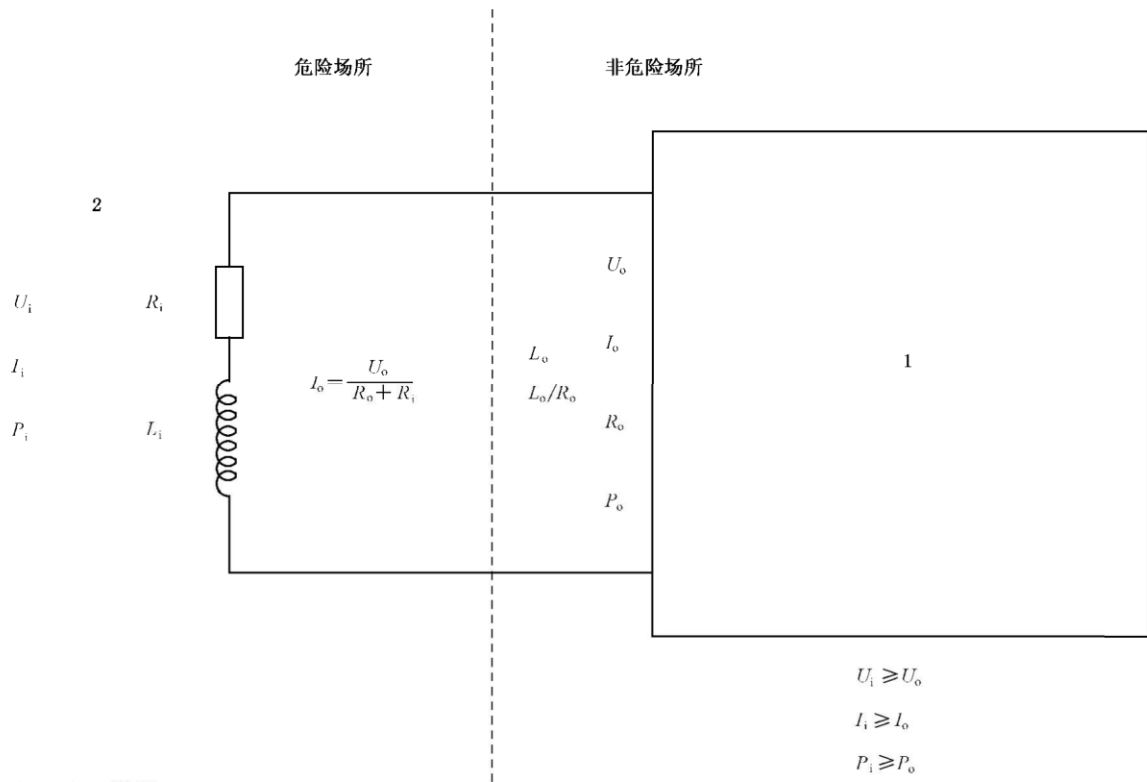 危险场所
非危险场所
2
U_i
R_i
I_i
P_i
L_i
I_o = U_o / (R_o + R_i)
L_o
L_o/R_o
U_o
I_o
R_o
P_o
1
U_i ⩾ U_o
I_i ⩾ I_o
P_i ⩾ P_o